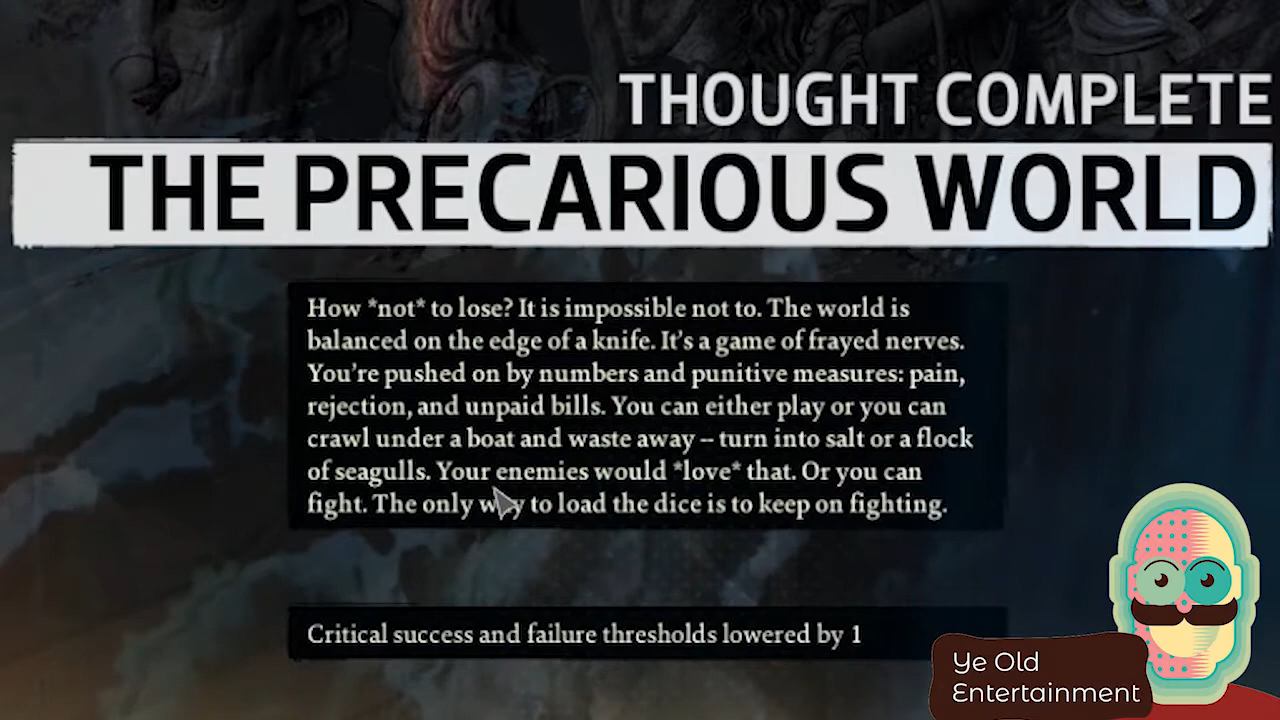 THOUGHT COMPLETE
THE PRECARIOUS WORLD
How *not* to lose? It is impossible not to. The world is
balanced on the edge of a knife. It's a game of frayed nerves.
You're pushed on by numbers and punitive measures: pain,
rejection, and unpaid bills. You can either play or you can
crawl under a boat and waste away – turn into salt or a flock
of seagulls. Your enemies would *love* that. Or you can
fight. The only way to load the dice is to keep on fighting.
Critical success and failure thresholds lowered by 1
Ye Old
Entertainment